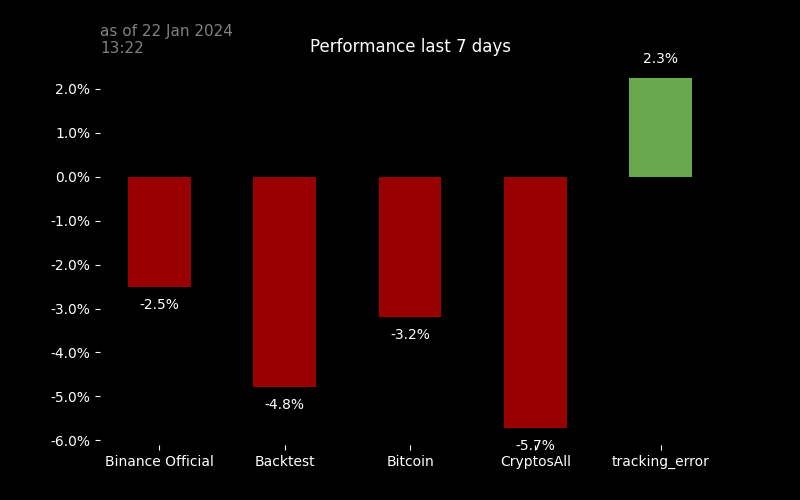 as of 22 Jan 2024
13:22
Performance last 7 days
2.3%
2.0%
1.0%
0.0%
-1.0%
-2.0%
-3.0%
-4.0%
-5.0%
-6.0%
-2.5%
-4.8%
-3.2%
-5.7%
Binance Official
Backtest
Bitcoin
CryptosAll
tracking_error